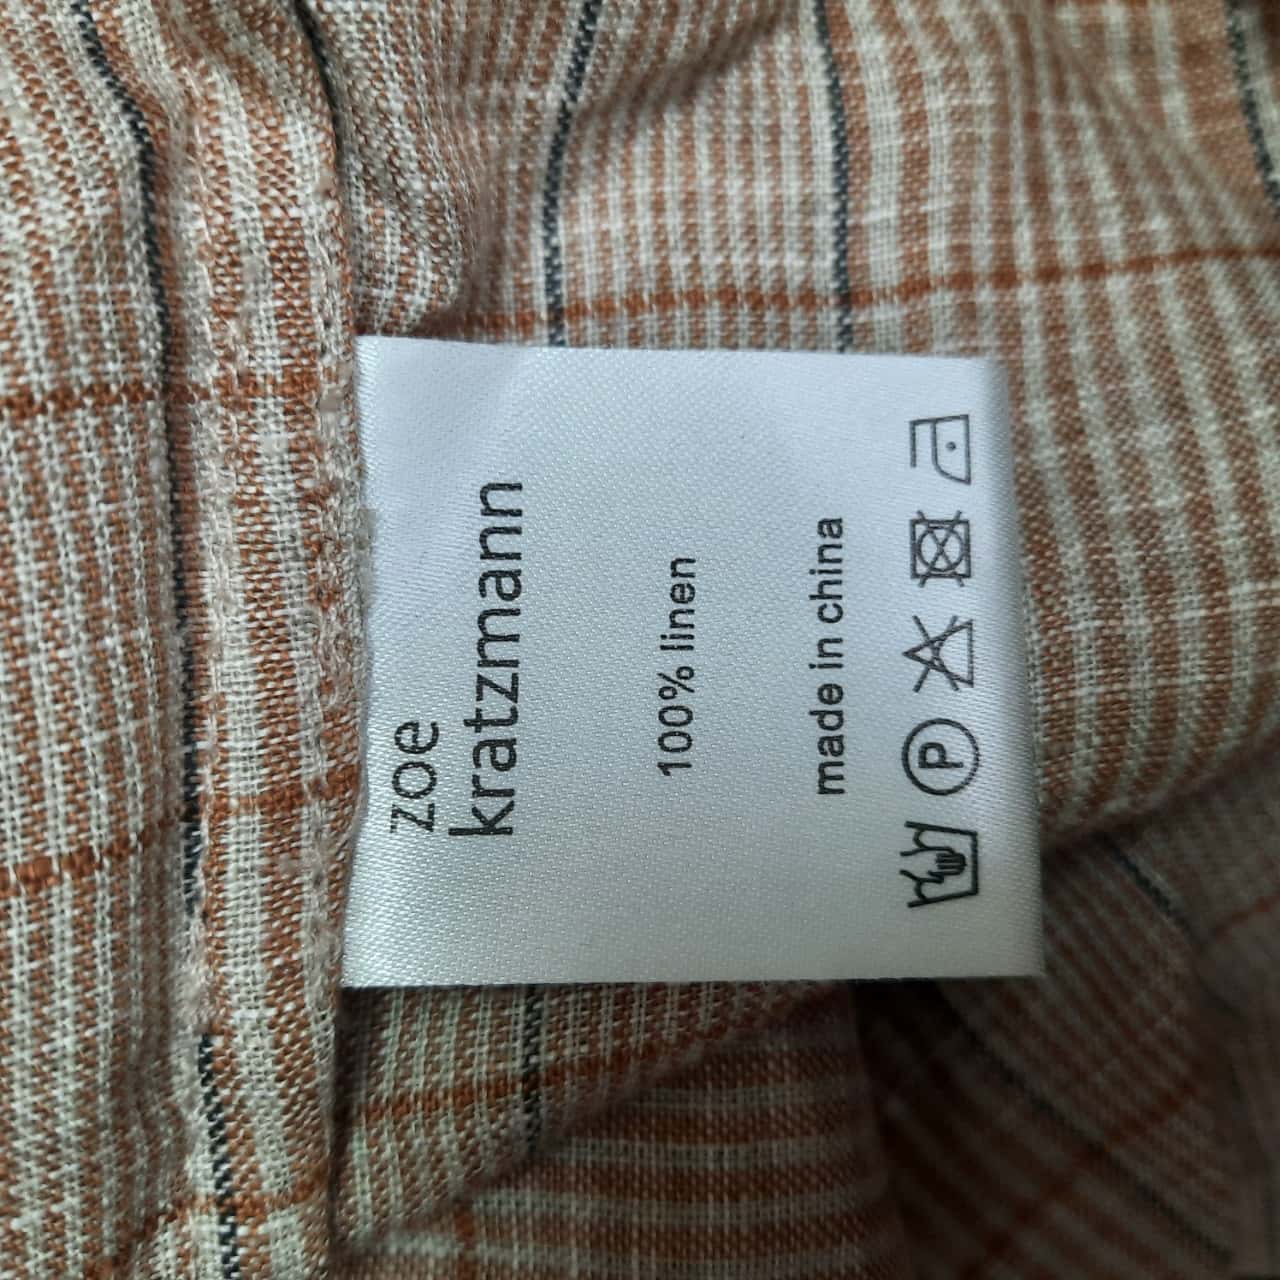 zoe
kratzmann
100% linen
made in china
P